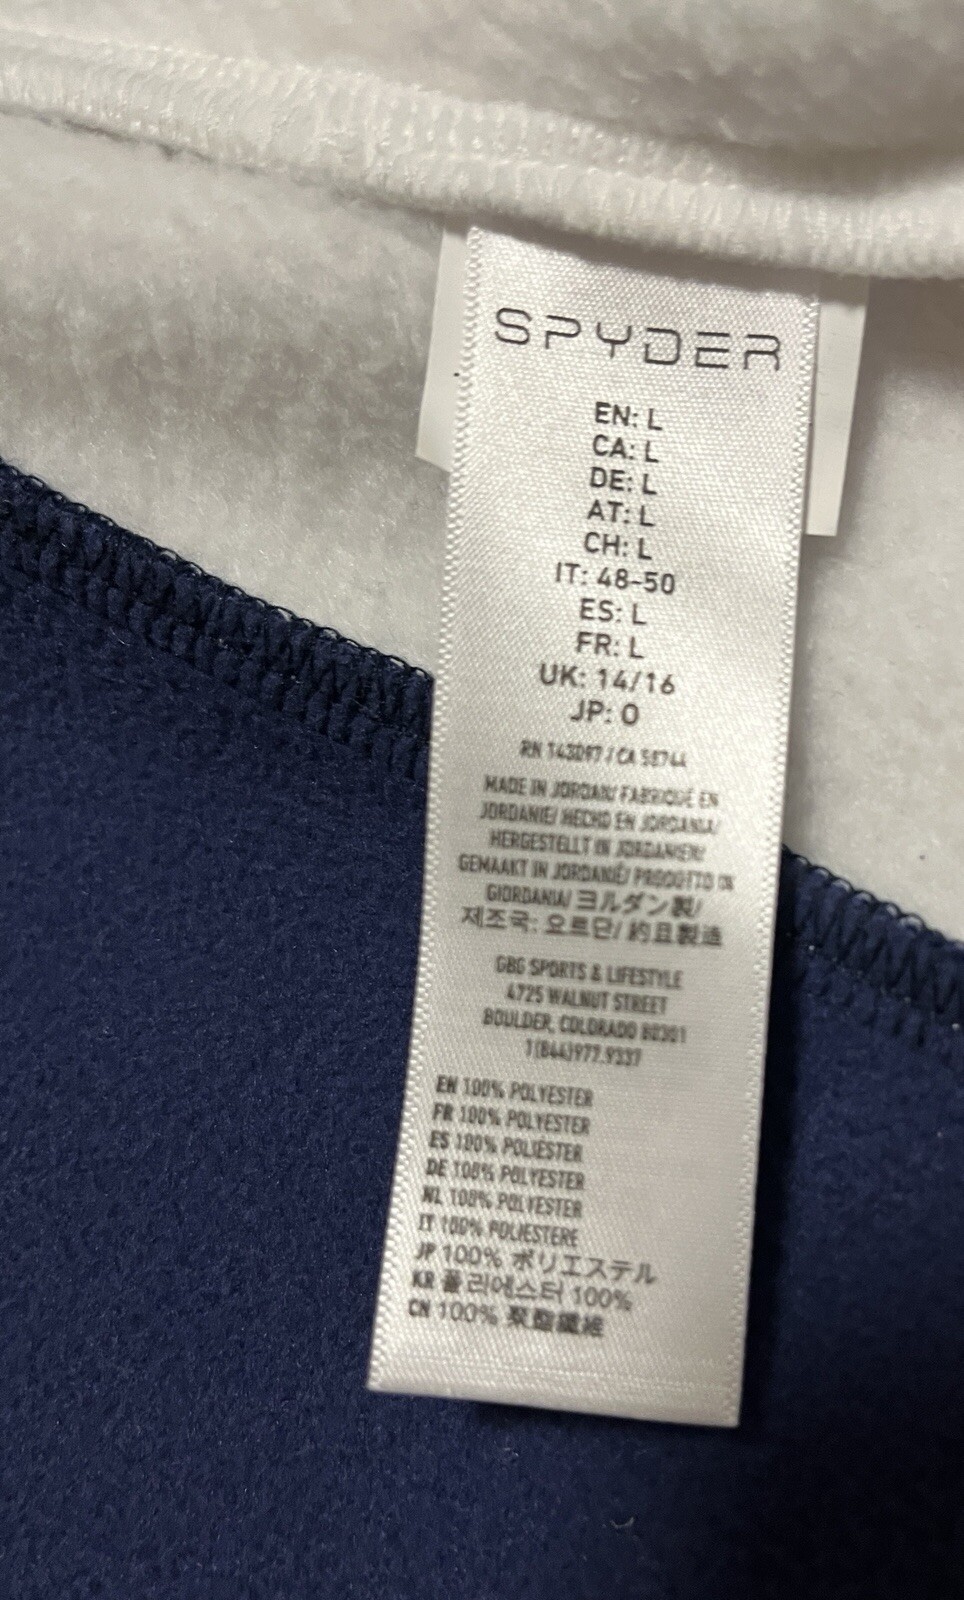 SPYDER
EN: L
CA: L
DE: L
AT: L
CH: L
IT: 48-50
ES: L
FR: L
UK: 14/16
JP: O
RN 143097 / CA 58744
MADE IN JORDAN/ FABRIQUÉ EN
JORDANIE/ HECHO EN JORDANIA/
HERGESTELLT IN JORDANIEN/
GEMAAKT IN JORDANIË/ PRODOTTO IN
GIORDANIA/ ヨルダン製/
제조국: 요르단/ 約旦製造
GBG SPORTS & LIFESTYLE
4725 WALNUT STREET
BOULDER, COLORADO 80301
1(844)977.9337
EN 100% POLYESTER
FR 100% POLYESTER
ES 100% POLIÉSTER
DE 100% POLYESTER
NL 100% POLYESTER
IT 100% POLIESTERE
JP 100% ポリエステル
KR 폴리에스터 100%
CN 100% 聚酯纖維